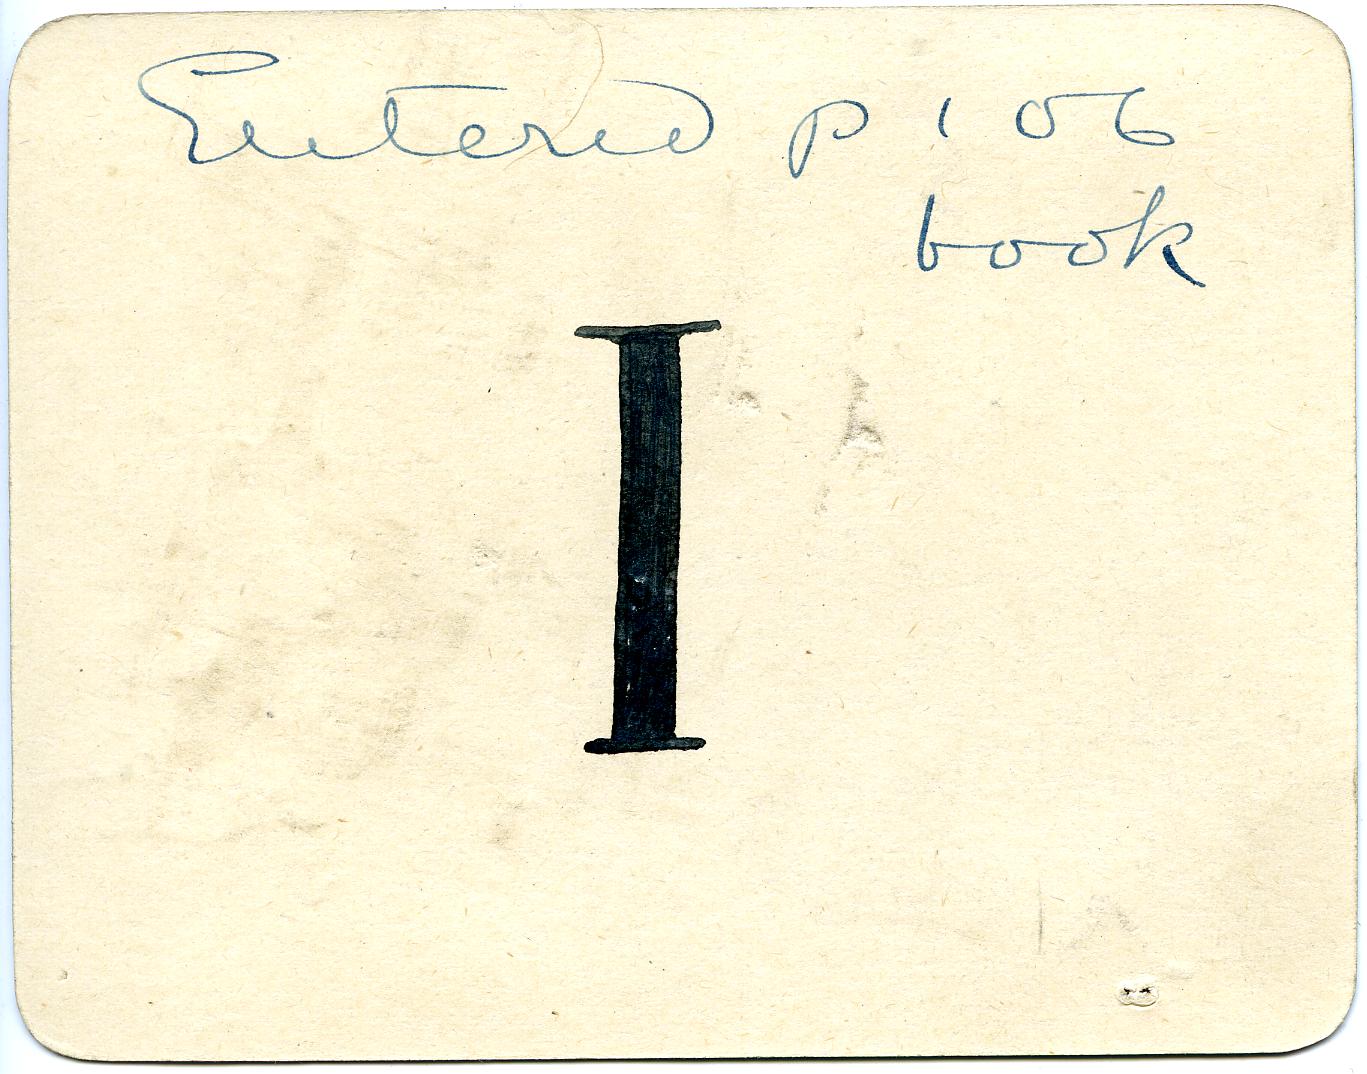 Entered p 106
book
I